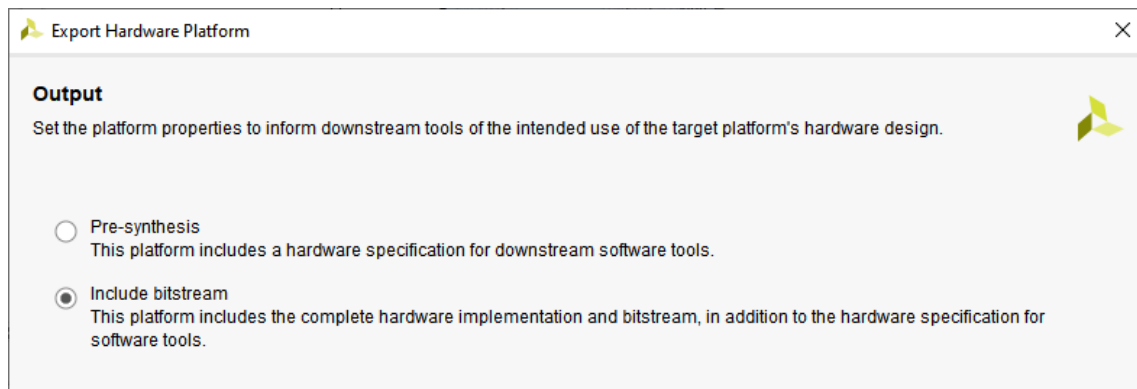 Export Hardware Platform
Output
Set the platform properties to inform downstream tools of the intended use of the target platform's hardware design.
Pre-synthesis
This platform includes a hardware specification for downstream software tools.
Include bitstream
This platform includes the complete hardware implementation and bitstream, in addition to the hardware specification for
software tools.